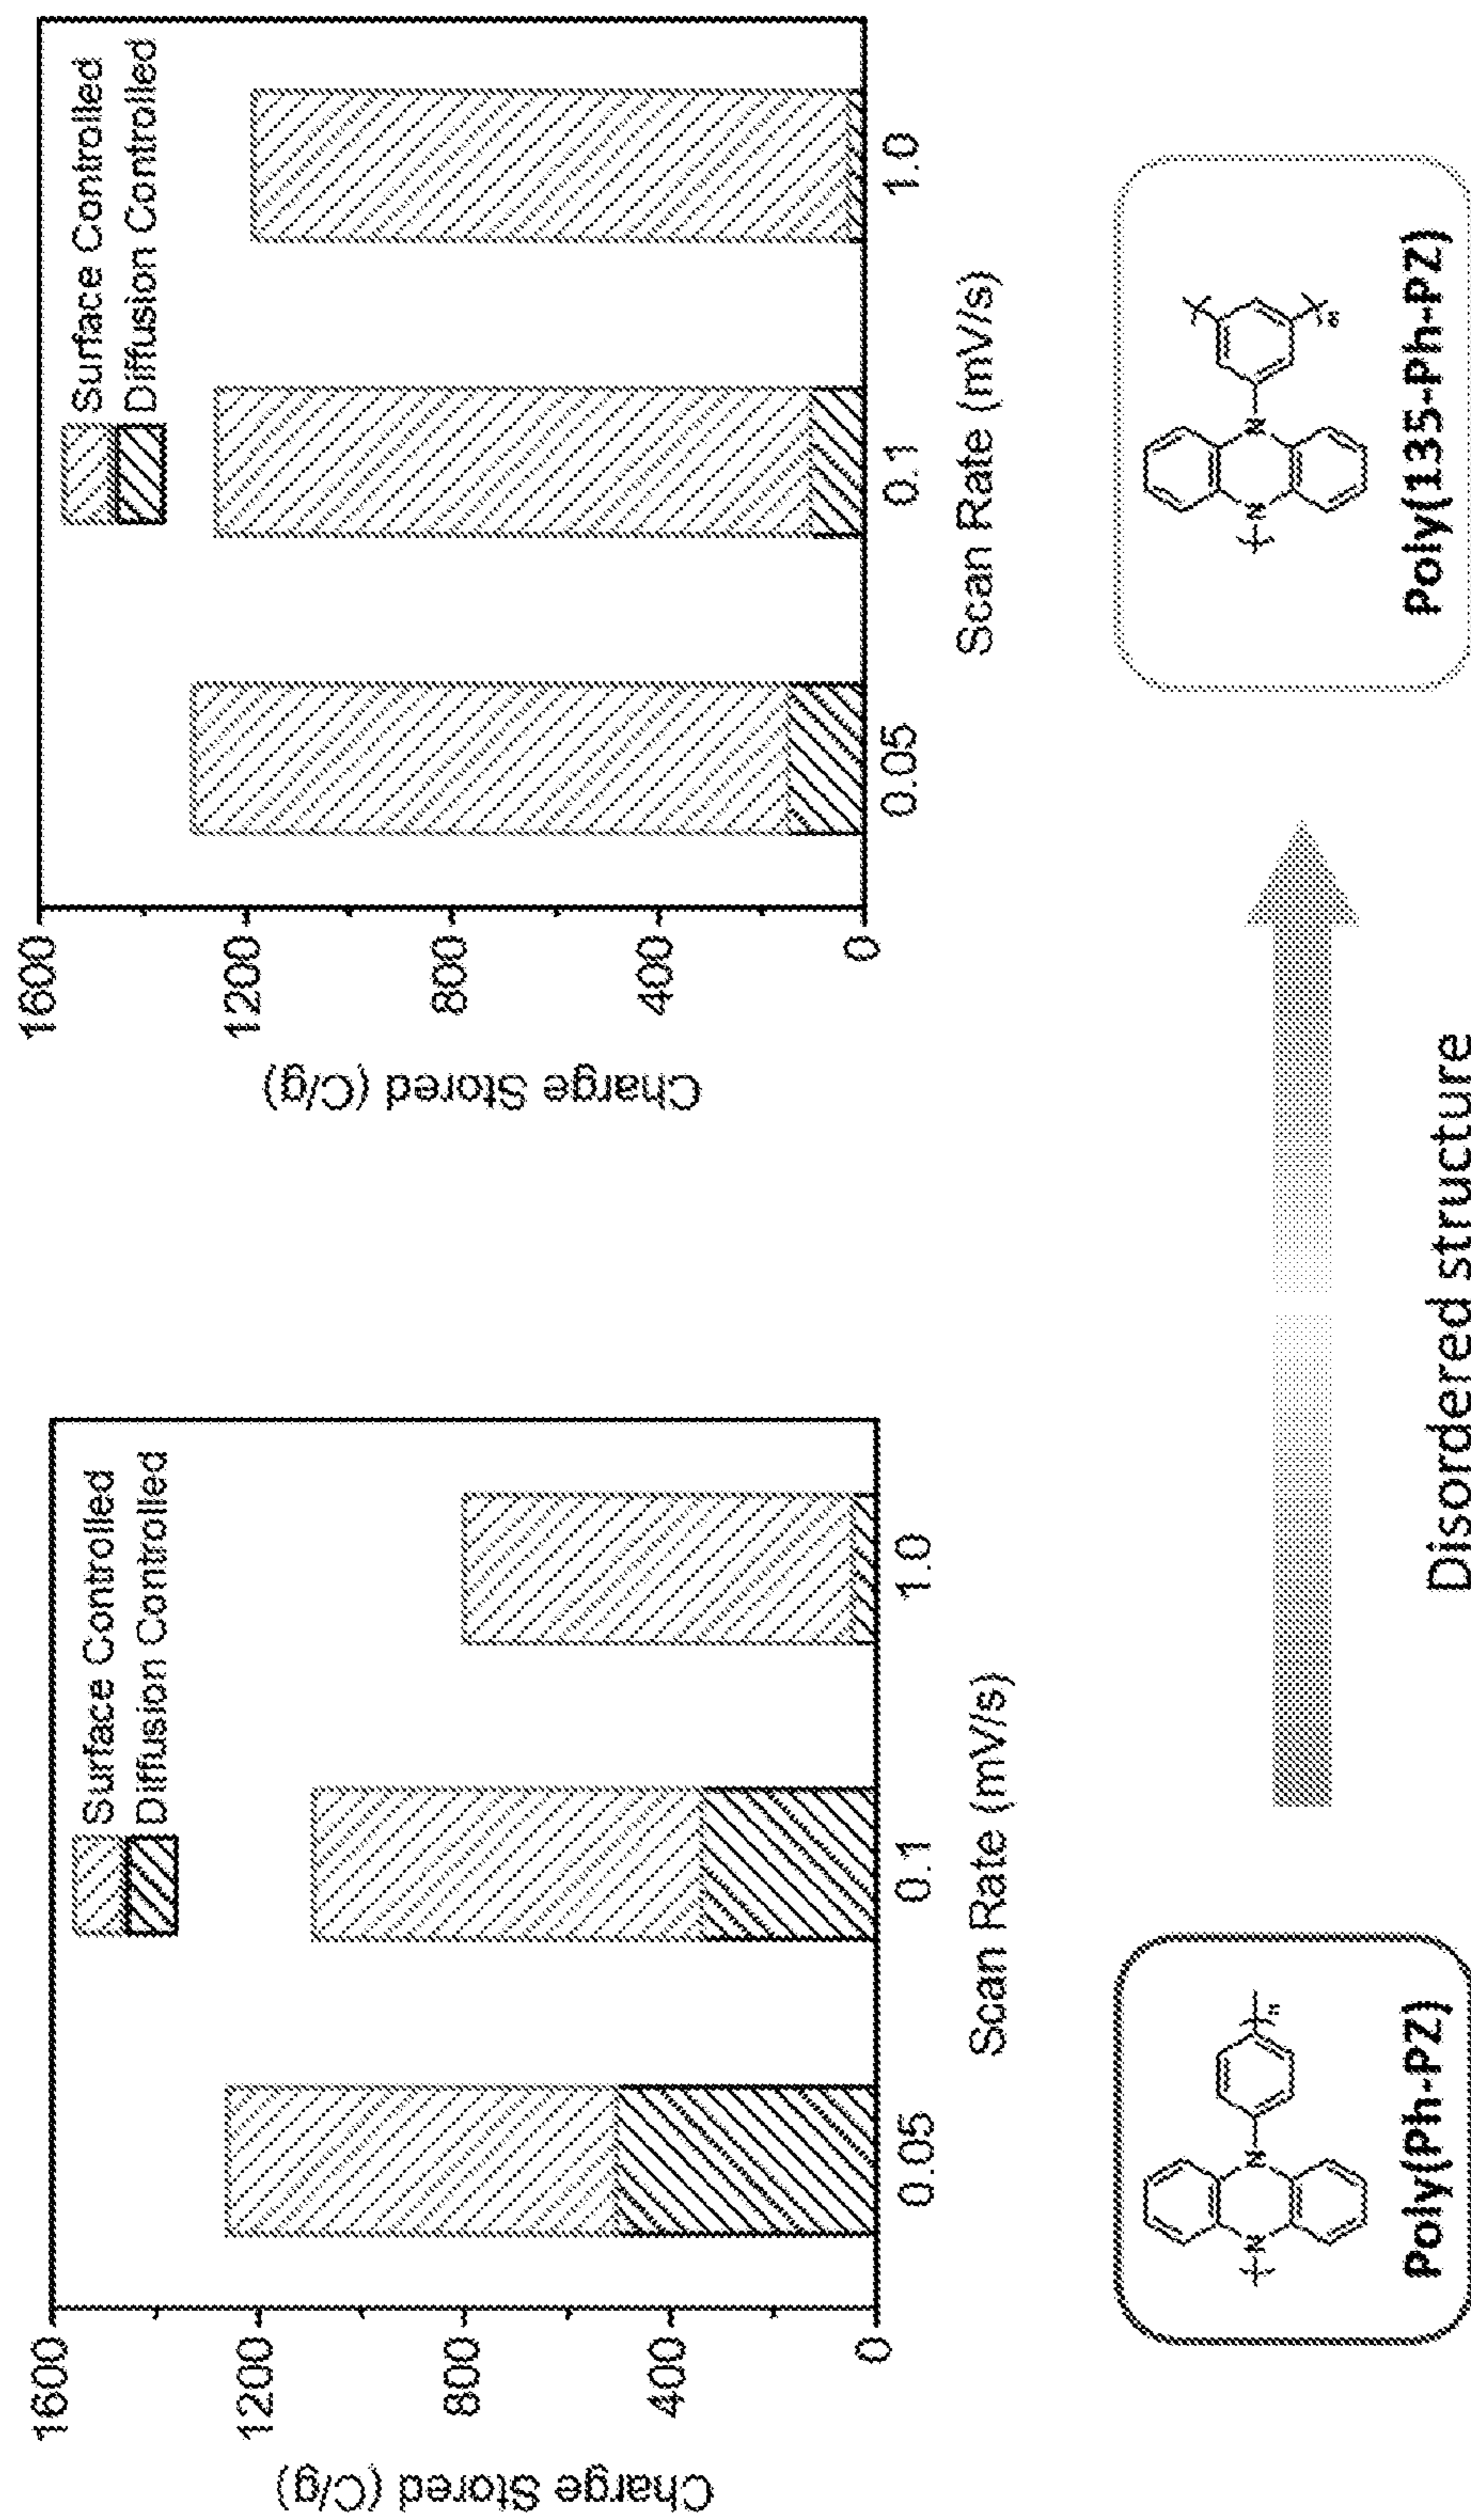 1600
1200
800
400
0
Charge Stored (C/g)
Surface Controlled
Diffusion Controlled
0.05
0.1
1.0
Scan Rate (mV/s)
1600
1200
800
400
0
Charge Stored (C/g)
Surface Controlled
Diffusion Controlled
0.05
0.1
1.0
Scan Rate (mV/s)
N
N
n
Poly(Ph-PZ)
Disordered structure
N
N
Poly(135-Ph-PZ)